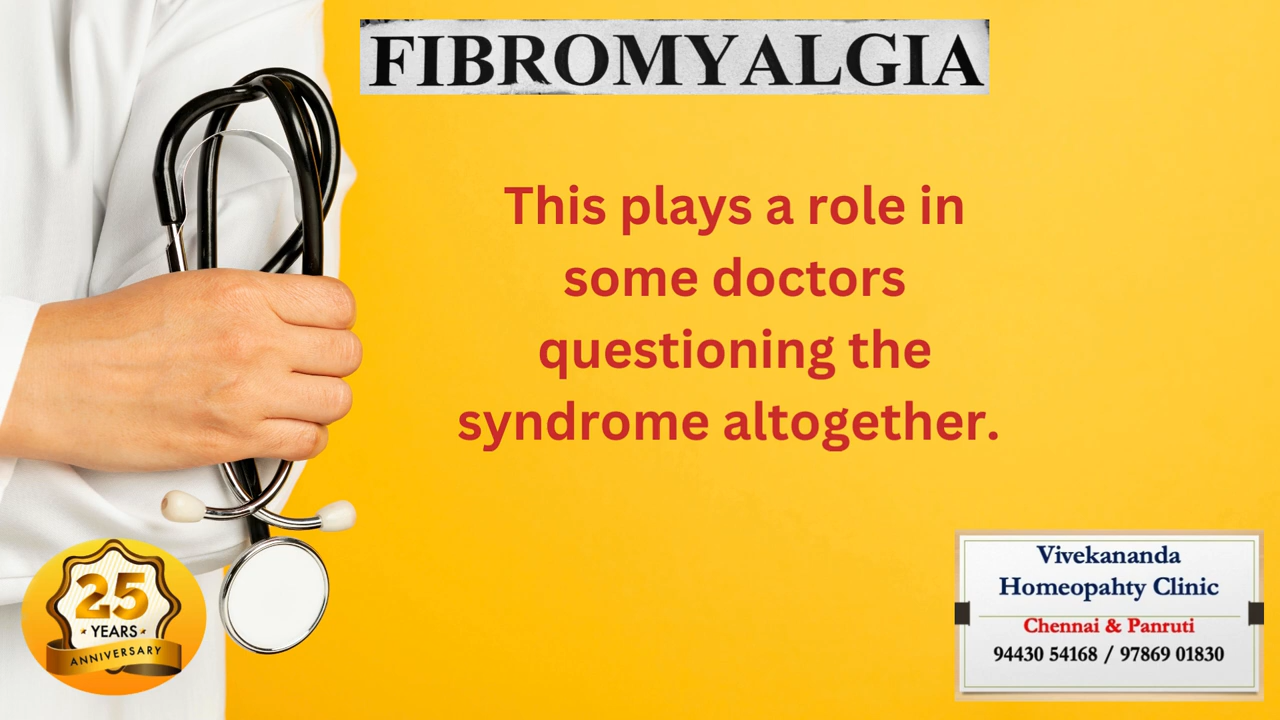 FIBROMYALGIA
This plays a role in
some doctors
questioning the
syndrome altogether.
25
YEARS
ANNIVERSARY
Vivekananda
Homeopahty Clinic
Chennai & Panruti
94430 54168 / 97869 01830